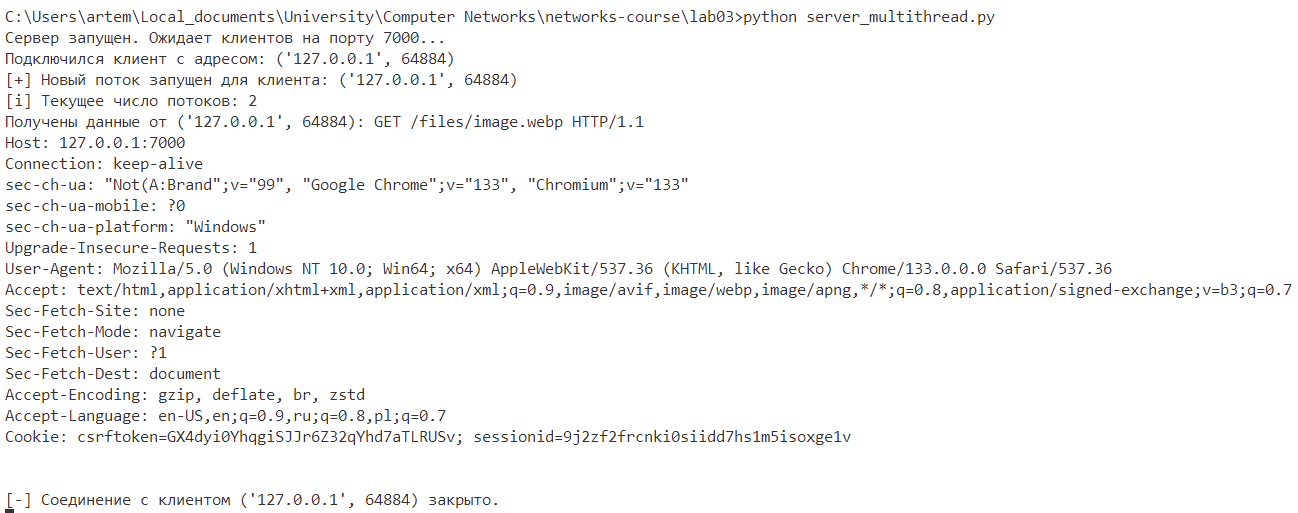 C:\Users\artem\Local_documents\University\Computer Networks\networks-course\lab03>python server_multithread.py
Сервер запущен. Ожидает клиентов на порту 7000...
Подключился клиент с адресом: ('127.0.0.1', 64884)
[+] Новый поток запущен для клиента: ('127.0.0.1', 64884)
[i] Текущее число потоков: 2
Получены данные от ('127.0.0.1', 64884): GET /files/image.webp HTTP/1.1
Host: 127.0.0.1:7000
Connection: keep-alive
sec-ch-ua: "Not(A:Brand";v="99", "Google Chrome";v="133", "Chromium";v="133"
sec-ch-ua-mobile: ?0
sec-ch-ua-platform: "Windows"
Upgrade-Insecure-Requests: 1
User-Agent: Mozilla/5.0 (Windows NT 10.0; Win64; x64) AppleWebKit/537.36 (KHTML, like Gecko) Chrome/133.0.0.0 Safari/537.36
Accept: text/html,application/xhtml+xml,application/xml;q=0.9,image/avif,image/webp,image/apng,*/*;q=0.8,application/signed-exchange;v=b3;q=0.7
Sec-Fetch-Site: none
Sec-Fetch-Mode: navigate
Sec-Fetch-User: ?1
Sec-Fetch-Dest: document
Accept-Encoding: gzip, deflate, br, zstd
Accept-Language: en-US,en;q=0.9,ru;q=0.8,pl;q=0.7
Cookie: csrftoken=GX4dyi0YhqgiSJJr6Z32qYhd7aTLRUSv; sessionid=9j2zf2frcnki0siidd7hs1m5isoxge1v
[-] Соединение с клиентом ('127.0.0.1', 64884) закрыто.